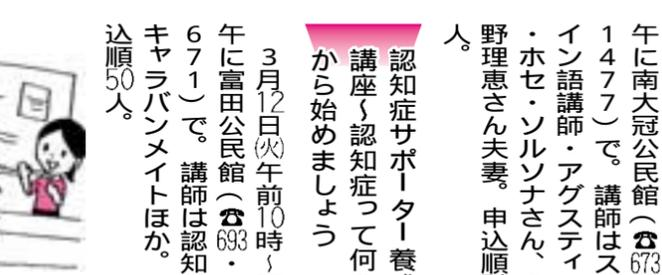 午に南大冠公民館（☎673
1477）で。講師はス
イン語講師・アグスティ
・ホセ・ソルソナさん、
野理恵さん夫妻。申込順
人。
認知症サポーター養
講座～認知症って何
から始めましょう
3月12日㈫午前10時～
午に富田公民館（☎693・
671）で。講師は認知
キャラバンメイトほか。
込順50人。